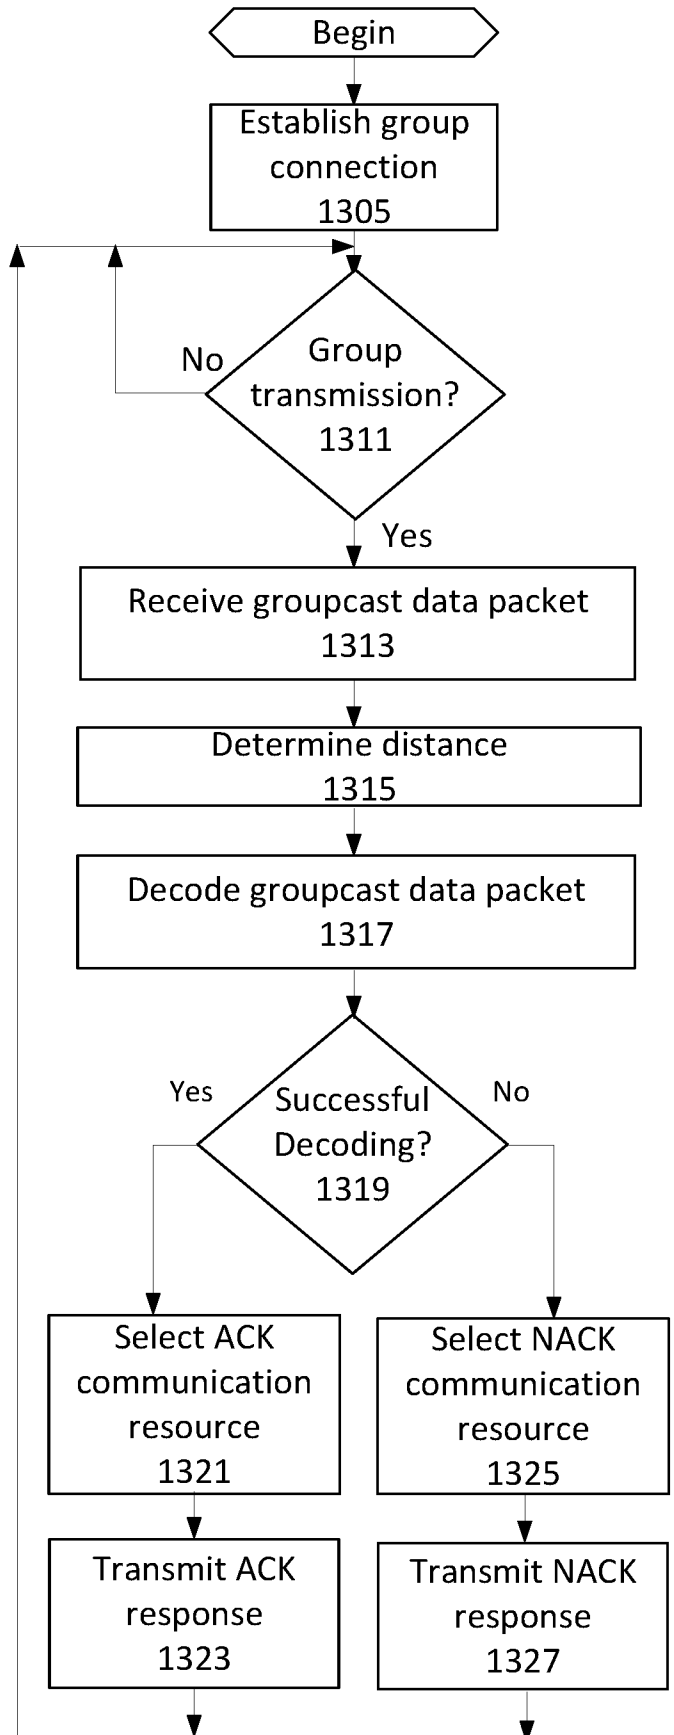 Begin
Establish group
connection
1305
No
Group
transmission?
1311
Yes
Receive groupcast data packet
1313
Determine distance
1315
Decode groupcast data packet
1317
Yes
Successful
Decoding?
1319
No
Select ACK
communication
resource
1321
Select NACK
communication
resource
1325
Transmit ACK
response
1323
Transmit NACK
response
1327